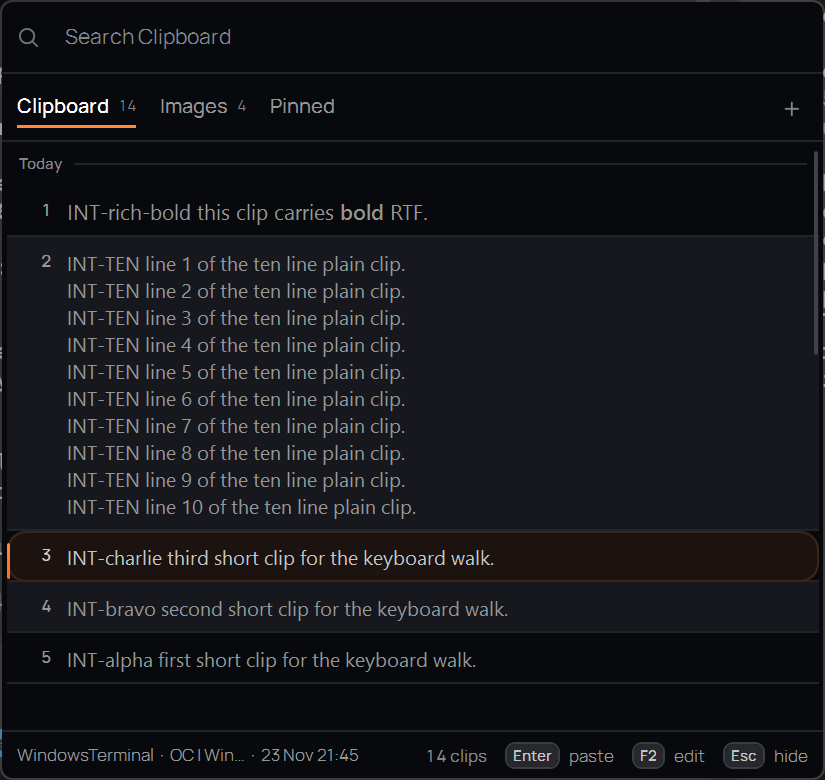 Search Clipboard
Clipboard 14 Images 4 Pinned +
Today
1 INT-rich-bold this clip carries bold RTF.
2 INT-TEN line 1 of the ten line plain clip.
INT-TEN line 2 of the ten line plain clip.
INT-TEN line 3 of the ten line plain clip.
INT-TEN line 4 of the ten line plain clip.
INT-TEN line 5 of the ten line plain clip.
INT-TEN line 6 of the ten line plain clip.
INT-TEN line 7 of the ten line plain clip.
INT-TEN line 8 of the ten line plain clip.
INT-TEN line 9 of the ten line plain clip.
INT-TEN line 10 of the ten line plain clip.
3 INT-charlie third short clip for the keyboard walk.
4 INT-bravo second short clip for the keyboard walk.
5 INT-alpha first short clip for the keyboard walk.
WindowsTerminal · OC | Win... · 23 Nov 21:45 14 clips Enter paste F2 edit Esc hide